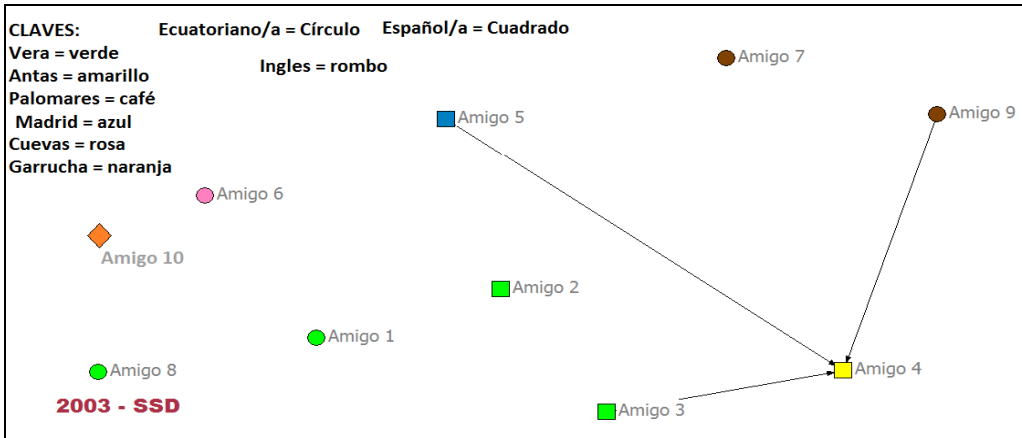 CLAVES:
Ecuatoriano/a = Círculo
Español/a = Cuadrado
Vera = verde
Ingles = rombo
Antas = amarillo
Palomares = café
Madrid = azul
Cuevas = rosa
Garrucha = naranja
Amigo 7
Amigo 5
Amigo 9
Amigo 6
Amigo 10
Amigo 2
Amigo 1
Amigo 8
Amigo 4
2003 - SSD
Amigo 3